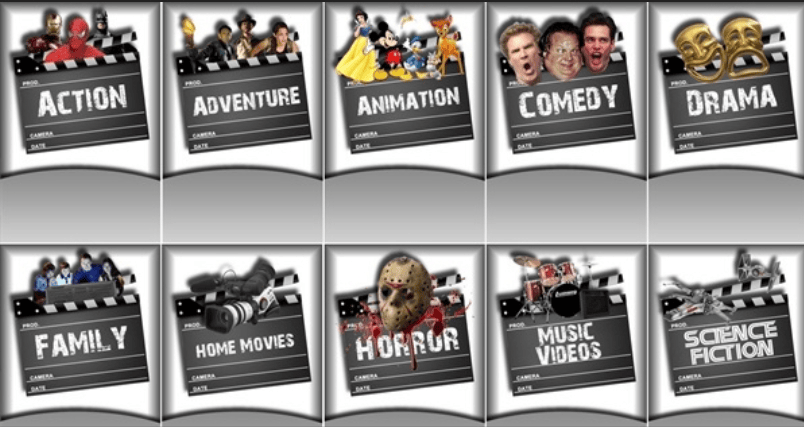 PROD.
ACTION
CAMERA
DATE
PROD.
ADVENTURE
CAMERA
DATE
PROD.
ANIMATION
CAMERA
DATE
PROD.
COMEDY
CAMERA
DATE
PROD.
DRAMA
CAMERA
DATE
PROD.
FAMILY
CAMERA
DATE
PROD.
HOME MOVIES
CAMERA
DATE
PROD.
HORROR
CAMERA
DATE
PROD.
MUSIC
VIDEOS
CAMERA
DATE
PROD.
SCIENCE
FICTION
CAMERA
DATE